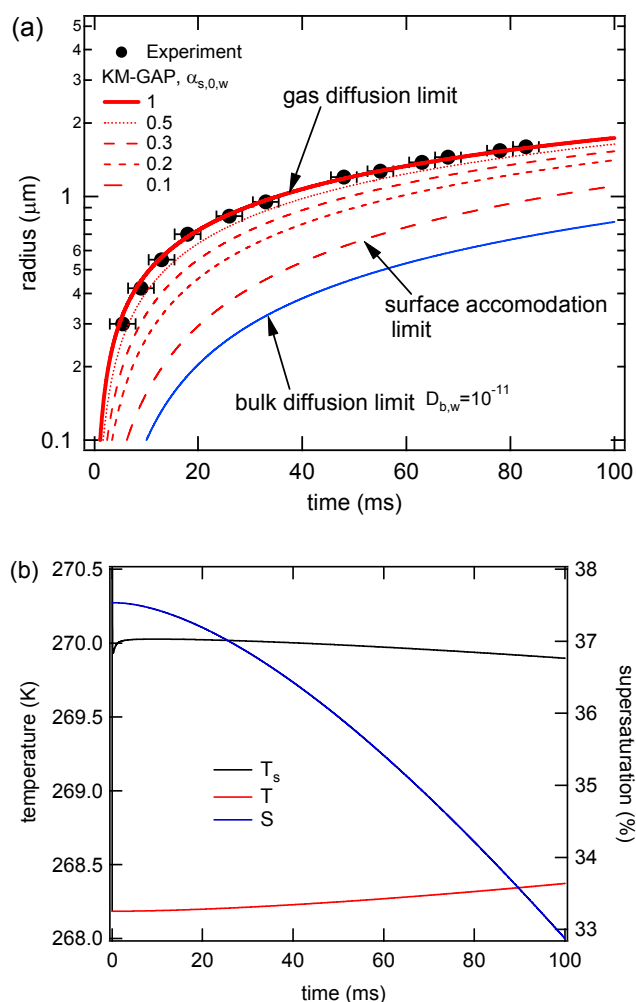 (a)
Experiment
KM-GAP, αs,0,w
1
0.5
0.3
0.2
0.1
gas diffusion limit
surface accomodation
limit
bulk diffusion limit Db,w=10-11
radius (μm)
5
4
3
2
1
6
5
4
3
2
0.1
0 20 40 60 80 100
time (ms)
(b)
270.5
270.0
269.5
269.0
268.5
268.0
temperature (K)
Ts
T
S
38
37
36
35
34
33
supersaturation (%)
0 20 40 60 80 100
time (ms)